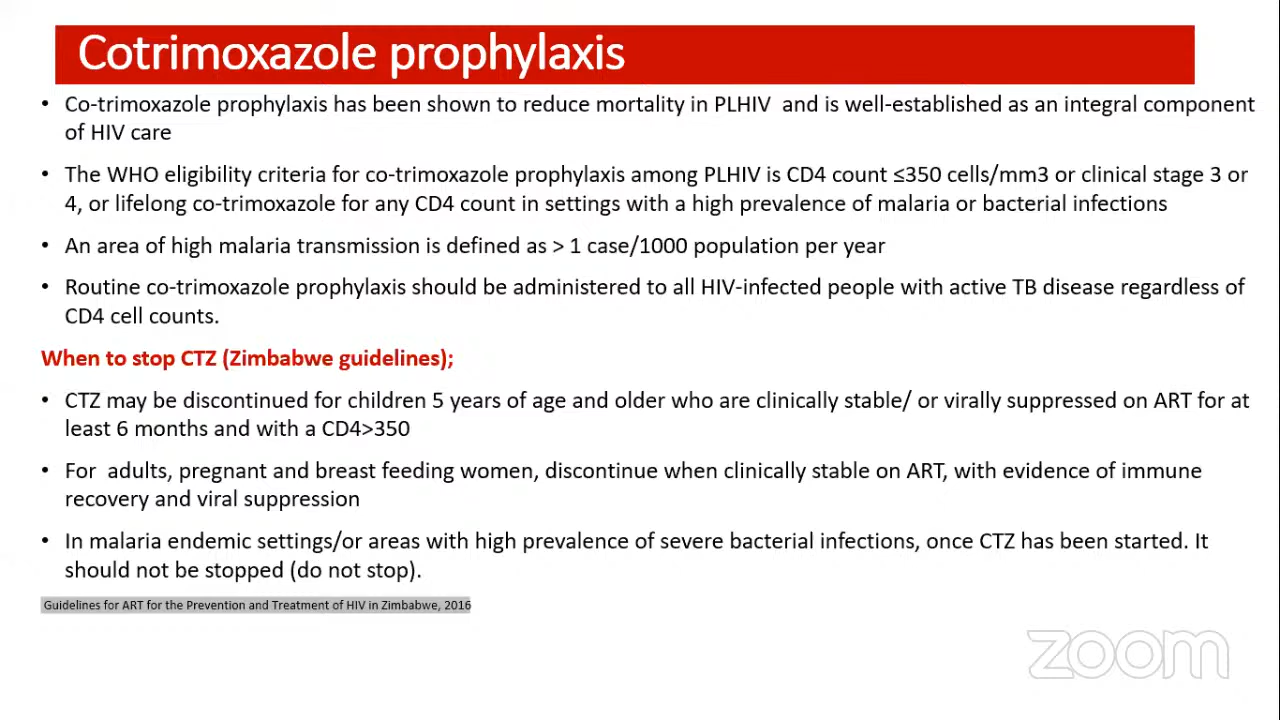 Cotrimoxazole prophylaxis
• Co-trimoxazole prophylaxis has been shown to reduce mortality in PLHIV  and is well-established as an integral component
of HIV care
• The WHO eligibility criteria for co-trimoxazole prophylaxis among PLHIV is CD4 count ≤350 cells/mm3 or clinical stage 3 or
4, or lifelong co-trimoxazole for any CD4 count in settings with a high prevalence of malaria or bacterial infections
• An area of high malaria transmission is defined as > 1 case/1000 population per year
• Routine co-trimoxazole prophylaxis should be administered to all HIV-infected people with active TB disease regardless of
CD4 cell counts.
When to stop CTZ (Zimbabwe guidelines);
• CTZ may be discontinued for children 5 years of age and older who are clinically stable/ or virally suppressed on ART for at
least 6 months and with a CD4>350
• For  adults, pregnant and breast feeding women, discontinue when clinically stable on ART, with evidence of immune
recovery and viral suppression
• In malaria endemic settings/or areas with high prevalence of severe bacterial infections, once CTZ has been started. It
should not be stopped (do not stop).
Guidelines for ART for the Prevention and Treatment of HIV in Zimbabwe, 2016
zoom